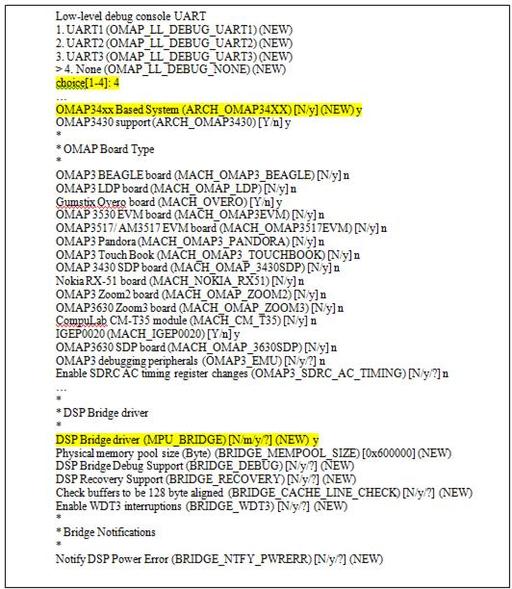 Low-level debug console UART
1. UART1 (OMAP_LL_DEBUG_UART1) (NEW)
2. UART2 (OMAP_LL_DEBUG_UART2) (NEW)
3. UART3 (OMAP_LL_DEBUG_UART3) (NEW)
> 4. None (OMAP_LL_DEBUG_NONE) (NEW)
choice[1-4]: 4
…
OMAP34xx Based System (ARCH_OMAP34XX) [N/y] (NEW) y
OMAP3430 support (ARCH_OMAP3430) [Y/n] y
*
* OMAP Board Type
*
OMAP3 BEAGLE board (MACH_OMAP3_BEAGLE) [N/y] n
OMAP3 LDP board (MACH_OMAP_LDP) [N/y] n
Gumstix Overo board (MACH_OVERO) [Y/n] y
OMAP 3530 EVM board (MACH_OMAP3EVM) [N/y] n
OMAP3517/ AM3517 EVM board (MACH_OMAP3517EVM) [N/y] n
OMAP3 Pandora (MACH_OMAP3_PANDORA) [N/y] n
OMAP3 Touch Book (MACH_OMAP3_TOUCHBOOK) [N/y] n
OMAP 3430 SDP board (MACH_OMAP_3430SDP) [N/y] n
Nokia RX-51 board (MACH_NOKIA_RX51) [N/y] n
OMAP3 Zoom2 board (MACH_OMAP_ZOOM2) [N/y] n
OMAP3630 Zoom3 board (MACH_OMAP_ZOOM3) [N/y] n
CompuLab CM-T35 module (MACH_CM_T35) [N/y] n
IGEP0020 (MACH_IGEP0020) [Y/n] y
OMAP3630 SDP board (MACH_OMAP_3630SDP) [N/y] n
OMAP3 debugging peripherals (OMAP3_EMU) [N/y/?] n
Enable SDRC AC timing register changes (OMAP3_SDRC_AC_TIMING) [N/y/?] n
…
*
* DSP Bridge driver
*
DSP Bridge driver (MPU_BRIDGE) [N/m/y/?] (NEW) y
Physical memory pool size (Byte) (BRIDGE_MEMPOOL_SIZE) [0x600000] (NEW)
DSP Bridge Debug Support (BRIDGE_DEBUG) [N/y/?] (NEW)
DSP Recovery Support (BRIDGE_RECOVERY) [N/y/?] (NEW)
Check buffers to be 128 byte aligned (BRIDGE_CACHE_LINE_CHECK) [N/y/?] (NEW)
Enable WDT3 interruptions (BRIDGE_WDT3) [N/y/?] (NEW)
*
* Bridge Notifications
*
Notify DSP Power Error (BRIDGE_NTFY_PWRERR) [N/y/?] (NEW)